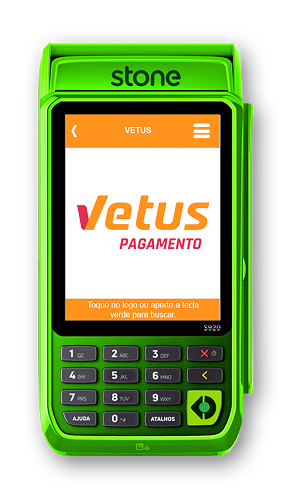 stone
VETUS
Vetus
PAGAMENTO
Toque no logo ou aperte a tecla
verde para buscar.
S920
1 QZ. 2 ABC 3 DEF
4 GHI 5 JKL 6 MNO
7 PRS 8 TUV 9 WXY
AJUDA 0 *# ATALHOS